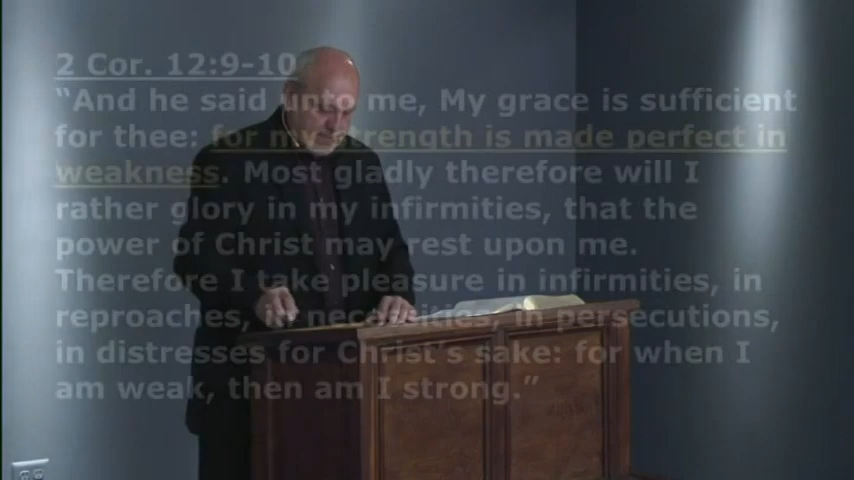 2 Cor. 12:9-10
“And he said unto me, My grace is sufficient
for thee: for my strength is made perfect in
weakness. Most gladly therefore will I
rather glory in my infirmities, that the
power of Christ may rest upon me.
Therefore I take pleasure in infirmities, in
reproaches, in necessities, in persecutions,
in distresses for Christ’s sake: for when I
am weak, then am I strong.”